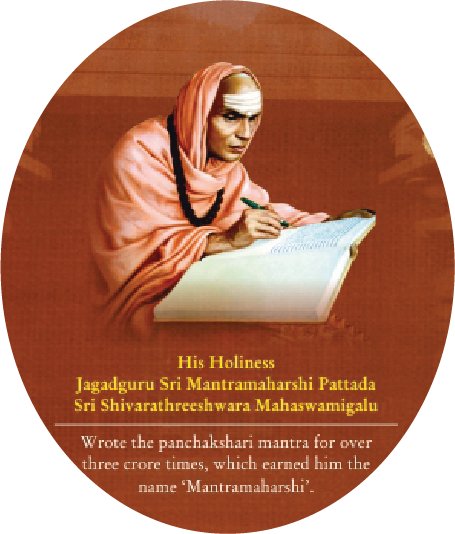 His Holiness
Jagadguru Sri Mantramaharshi Pattada
Sri Shivarathreeshwara Mahaswamigalu
Wrote the panchakshari mantra for over
three crore times, which earned him the
name ‘Mantramaharshi’.